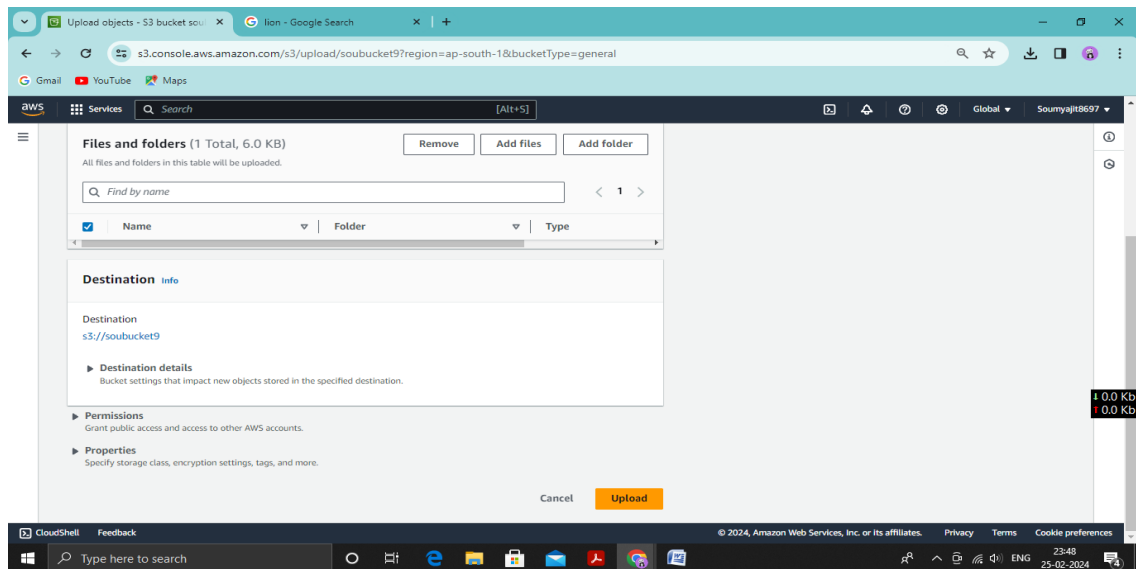 Upload objects - S3 bucket sou
lion - Google Search
s3.console.aws.amazon.com/s3/upload/soubucket9?region=ap-south-1&bucketType=general
Gmail YouTube Maps
aws Services Search [Alt+S] Global Soumyajit8697
Files and folders (1 Total, 6.0 KB) Remove Add files Add folder
All files and folders in this table will be uploaded.
Find by name 1
Name Folder Type
Destination Info
Destination
s3://soubucket9
Destination details
Bucket settings that impact new objects stored in the specified destination.
0.0 Kb
0.0 Kb
Permissions
Grant public access and access to other AWS accounts.
Properties
Specify storage class, encryption settings, tags, and more.
Cancel Upload
CloudShell Feedback © 2024, Amazon Web Services, Inc. or its affiliates. Privacy Terms Cookie preferences
Type here to search ENG 23:48
25-02-2024 4